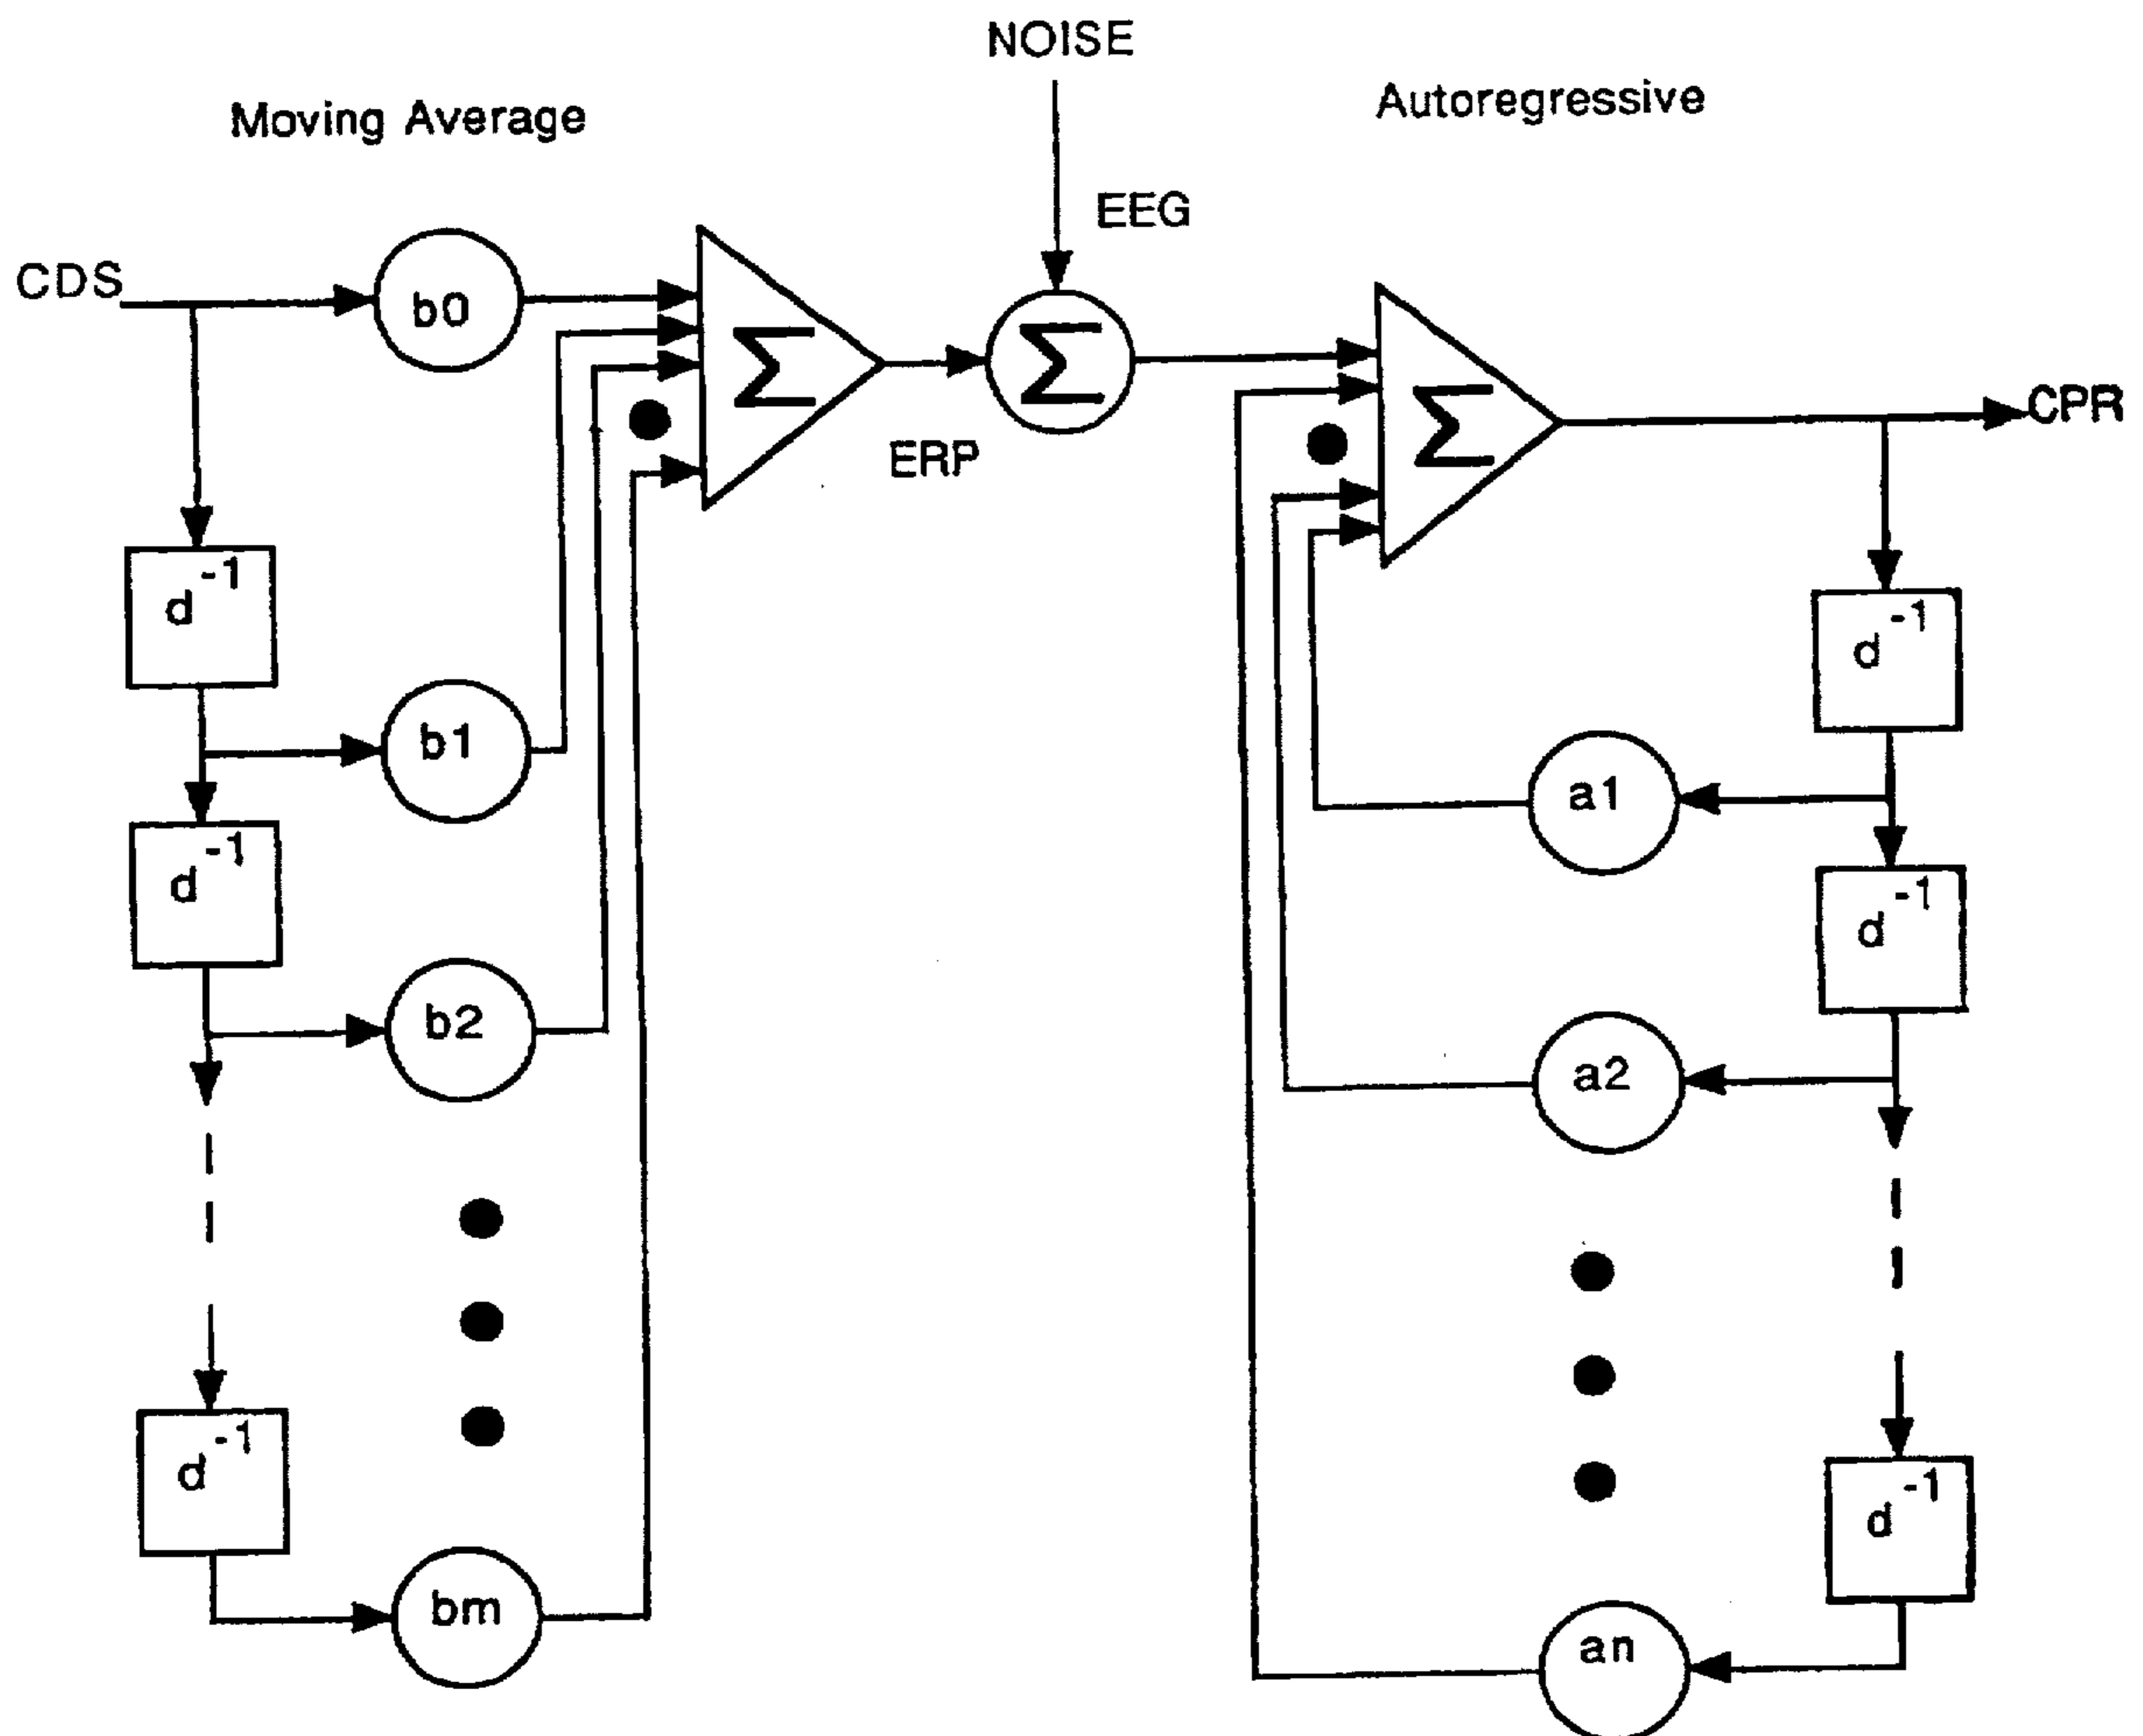 NOISE
Moving Average
Autoregressive
EEG
CDS
b0
Σ
Σ
Σ
CPR
ERP
d⁻¹
d⁻¹
b1
a1
d⁻¹
d⁻¹
b2
a2
d⁻¹
d⁻¹
bm
an